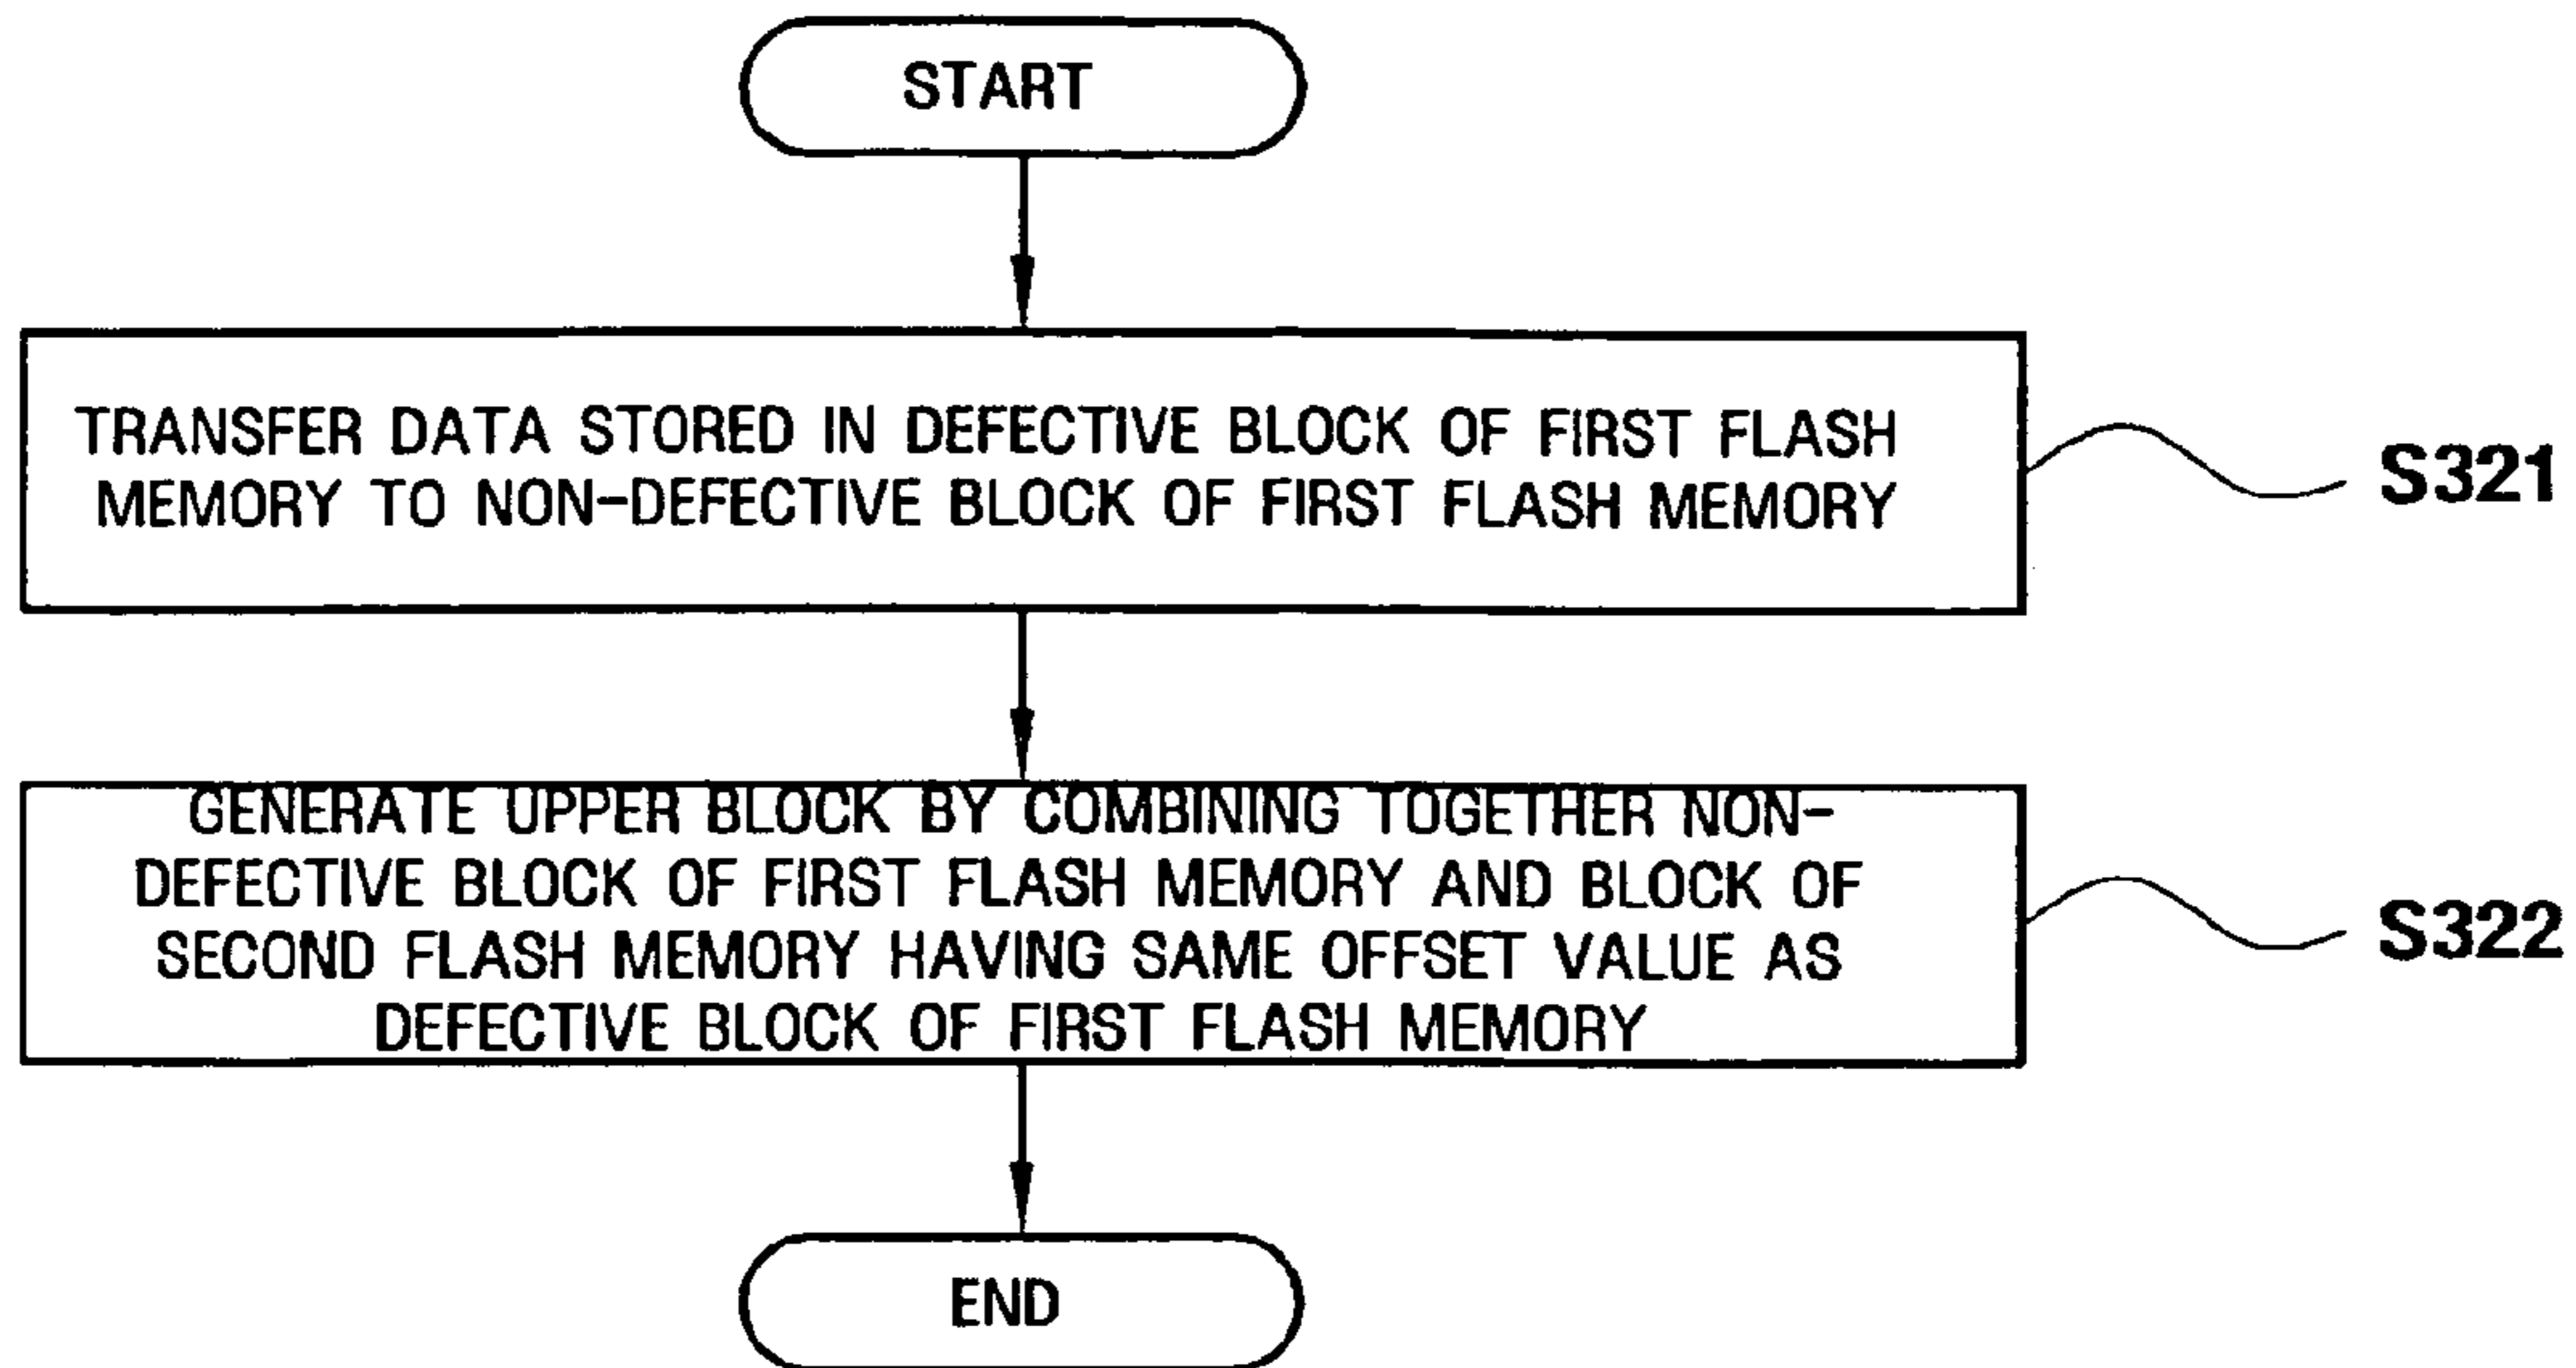 START
TRANSFER DATA STORED IN DEFECTIVE BLOCK OF FIRST FLASH
MEMORY TO NON-DEFECTIVE BLOCK OF FIRST FLASH MEMORY
S321
GENERATE UPPER BLOCK BY COMBINING TOGETHER NON-
DEFECTIVE BLOCK OF FIRST FLASH MEMORY AND BLOCK OF
SECOND FLASH MEMORY HAVING SAME OFFSET VALUE AS
DEFECTIVE BLOCK OF FIRST FLASH MEMORY
S322
END